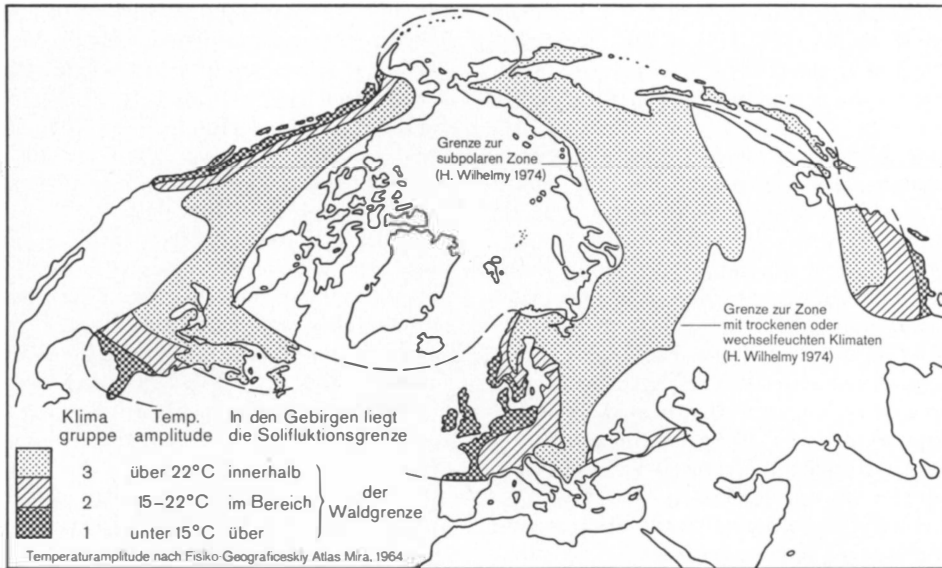 Grenze zur
subpolaren Zone
(H. Wilhelmy 1974)
Grenze zur Zone
mit trockenen oder
wechselfeuchten Klimaten
(H. Wilhelmy 1974)
Klima Temp. In den Gebirgen liegt
gruppe amplitude die Solifluktionsgrenze
3 über 22°C innerhalb
2 15–22°C im Bereich
1 unter 15°C über
der
Waldgrenze
Temperaturamplitude nach Fisiko-Geograficeskiy Atlas Mira, 1964